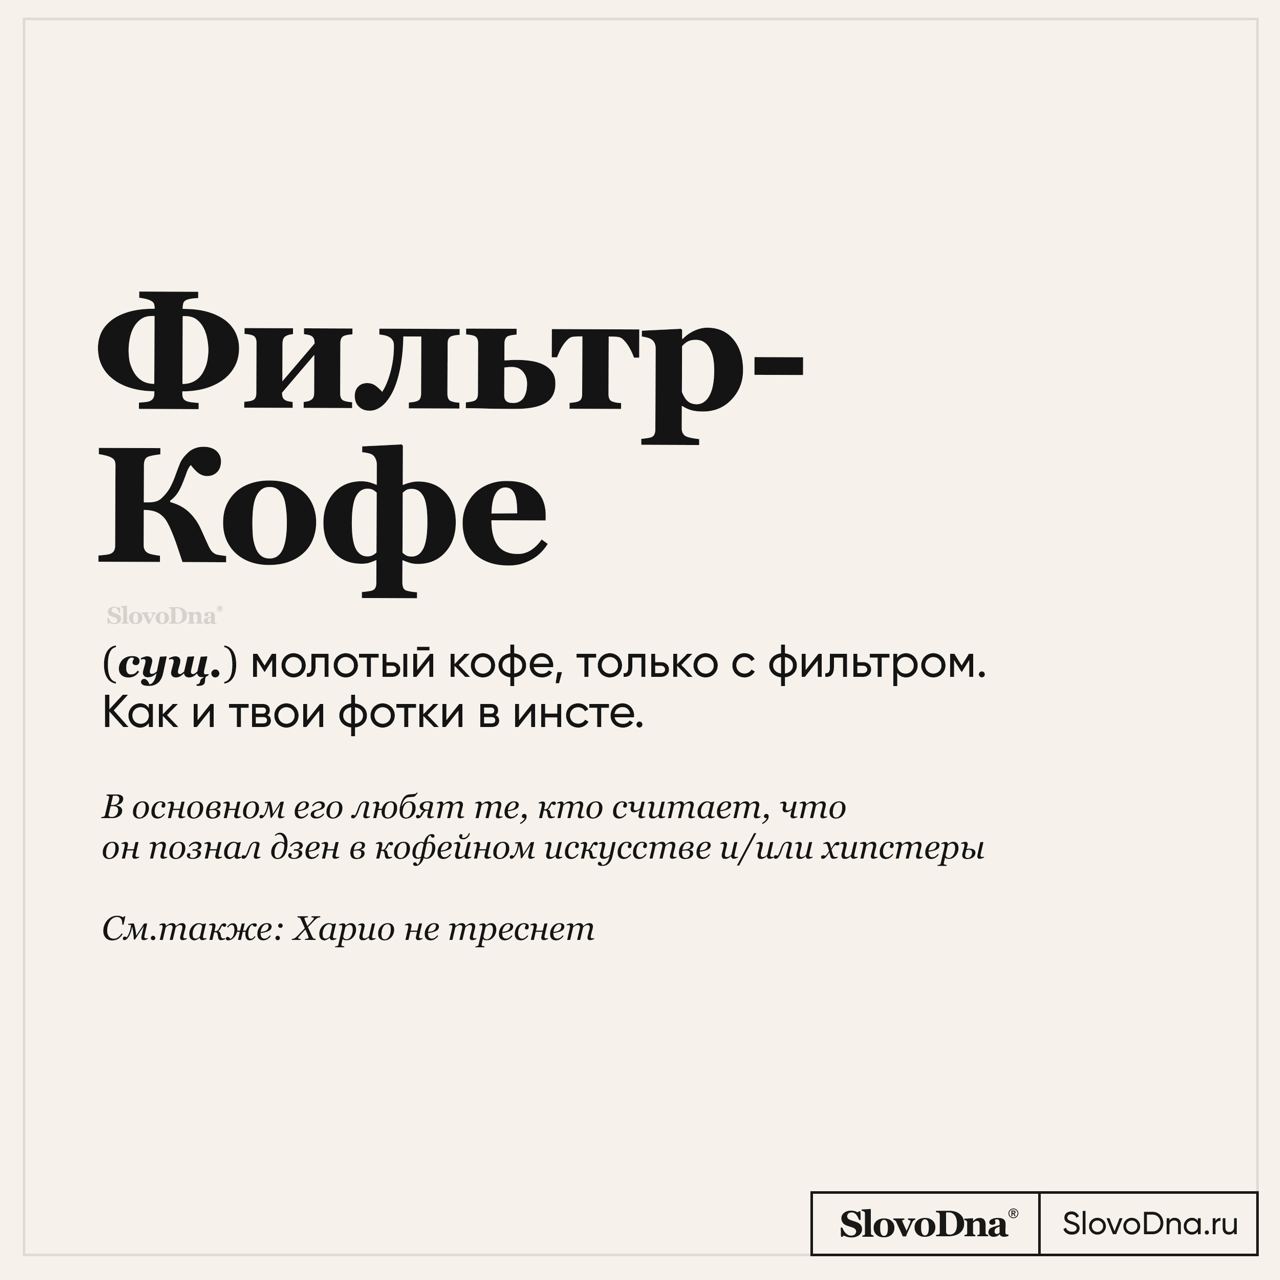 Фильтр-
Кофе
SlovoDna®
(сущ.) молотый кофе, только с фильтром.
Как и твои фотки в инсте.
В основном его любят те, кто считает, что
он познал дзен в кофейном искусстве и/или хипстеры
См.также: Харио не треснет
SlovoDna® SlovoDna.ru